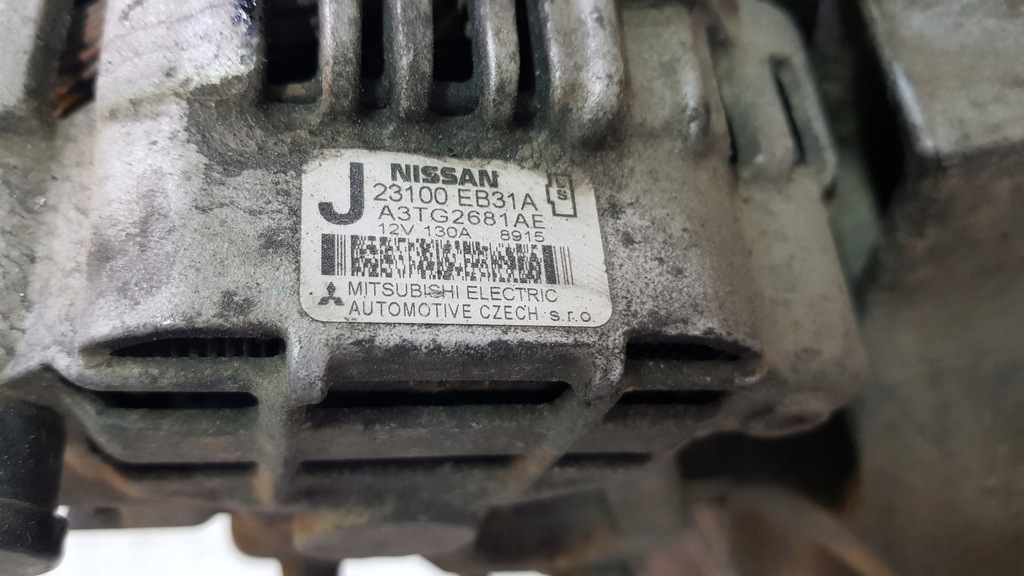 J NISSAN
23100 EB31A S
A3TG2681AE
12V 130A 8915
MITSUBISHI ELECTRIC
AUTOMOTIVE CZECH s.r.o.